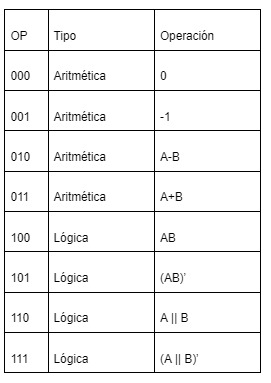 OP Tipo Operación
000 Aritmética 0
001 Aritmética -1
010 Aritmética A-B
011 Aritmética A+B
100 Lógica AB
101 Lógica (AB)’
110 Lógica A || B
111 Lógica (A || B)’